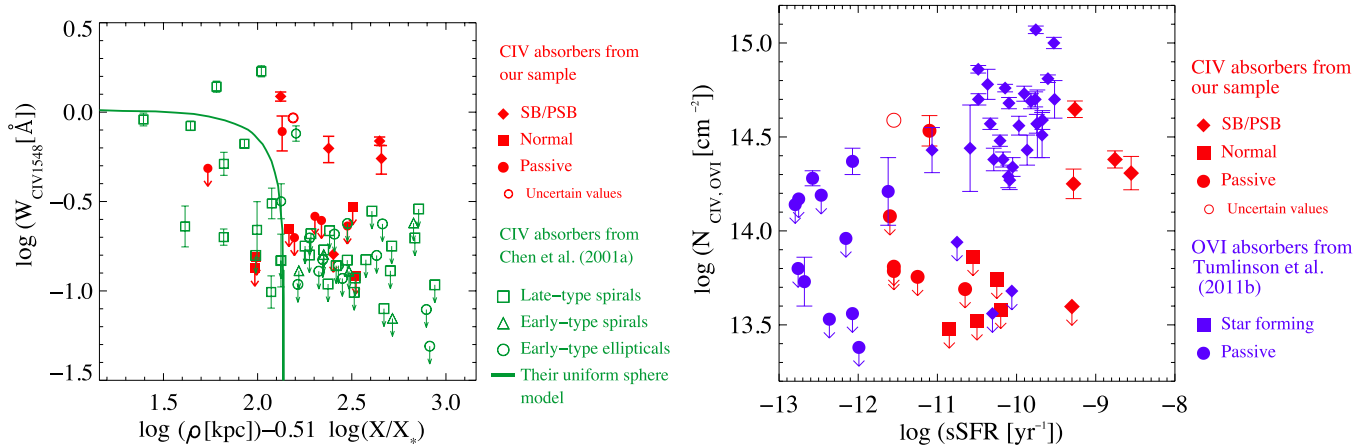 log (W_CIV1548[Å])
0.5
0.0
−0.5
−1.0
−1.5
1.5
2.0
2.5
3.0
log (ρ[kpc])−0.51 log(X/X_*)
CIV absorbers from
our sample
SB/PSB
Normal
Passive
Uncertain values
CIV absorbers from
Chen et al. (2001a)
Late−type spirals
Early−type spirals
Early−type ellipticals
Their uniform sphere
model
log (N_CIV, OVI [cm⁻²])
15.0
14.5
14.0
13.5
−13
−12
−11
−10
−9
−8
log (sSFR [yr⁻¹])
CIV absorbers from
our sample
SB/PSB
Normal
Passive
Uncertain values
OVI absorbers from
Tumlinson et al.
(2011b)
Star forming
Passive